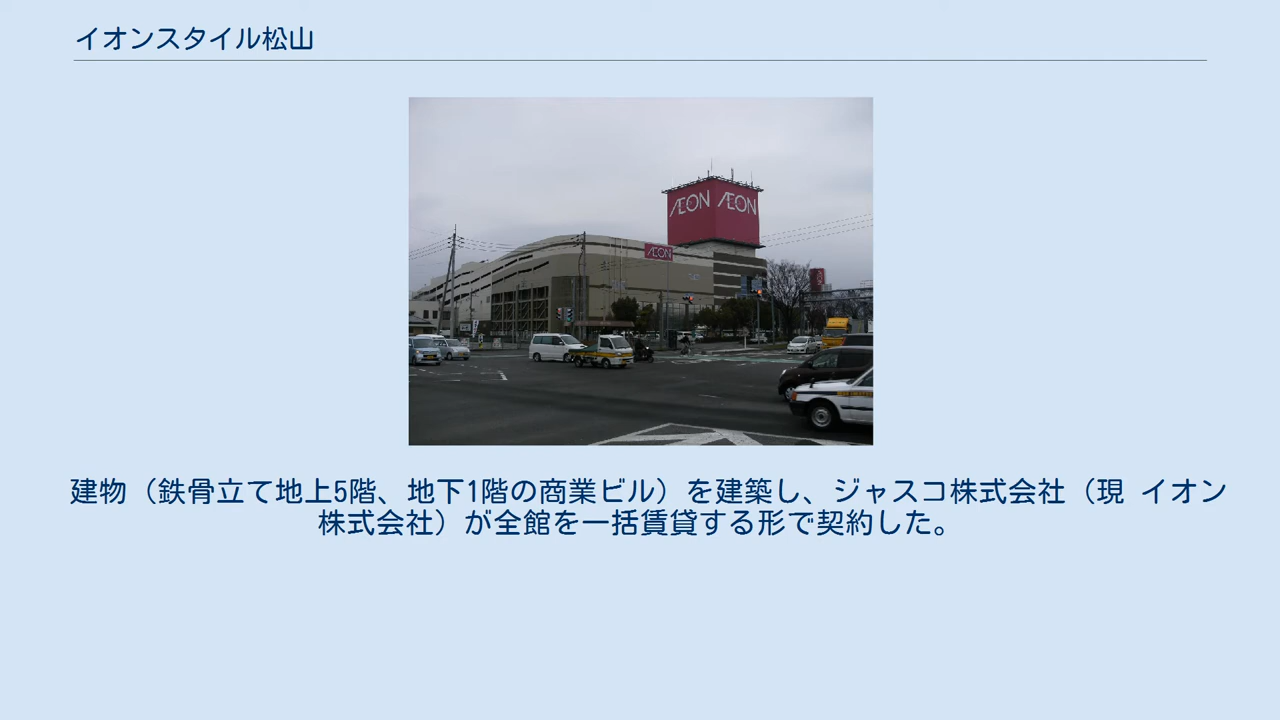 イオンスタイル松山
ÆON ÆON
ÆON
建物（鉄骨立て地上5階、地下1階の商業ビル）を建築し、ジャスコ株式会社（現 イオン
株式会社）が全館を一括賃貸する形で契約した。